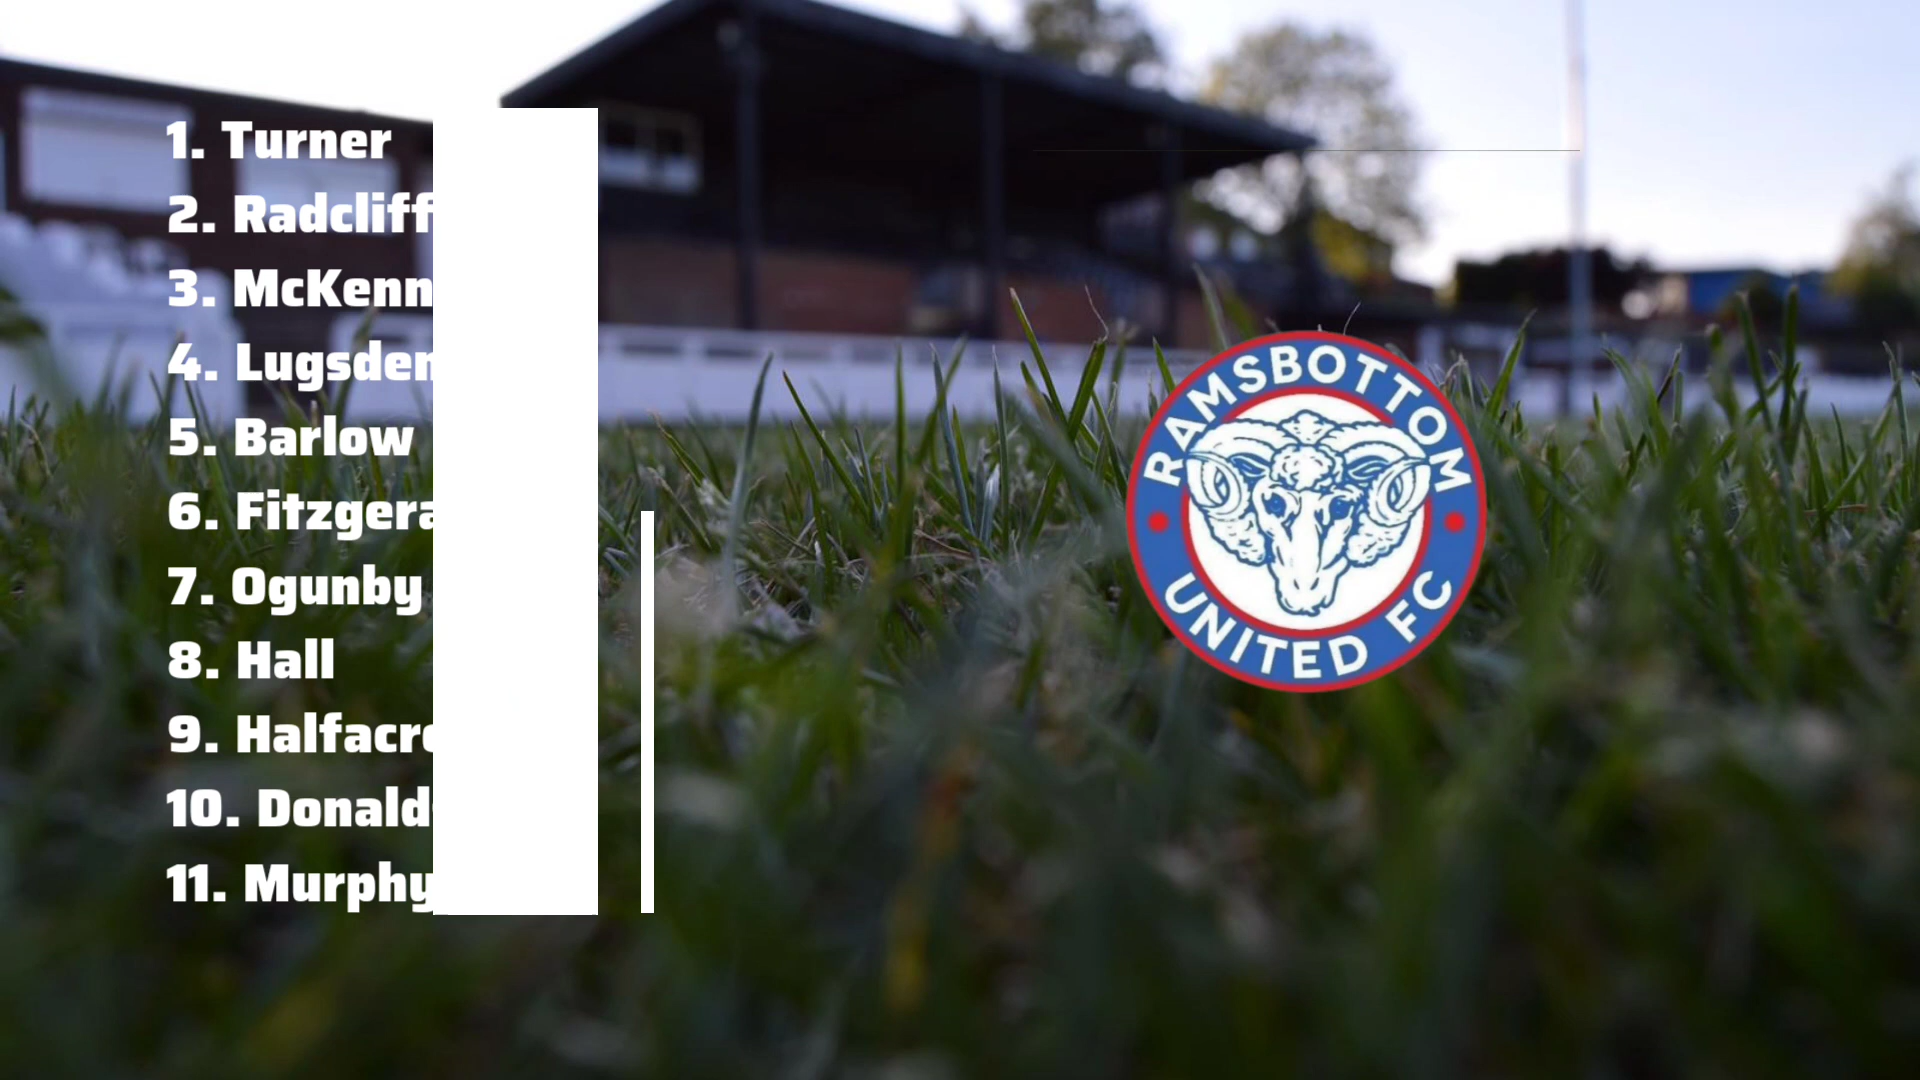 1. Turner
2. Radcliff
3. McKenn
4. Lugsden
5. Barlow
6. Fitzgera
7. Ogunby
8. Hall
9. Halfacre
10. Donald
11. Murphy
RAMSBOTTOM
UNITED FC